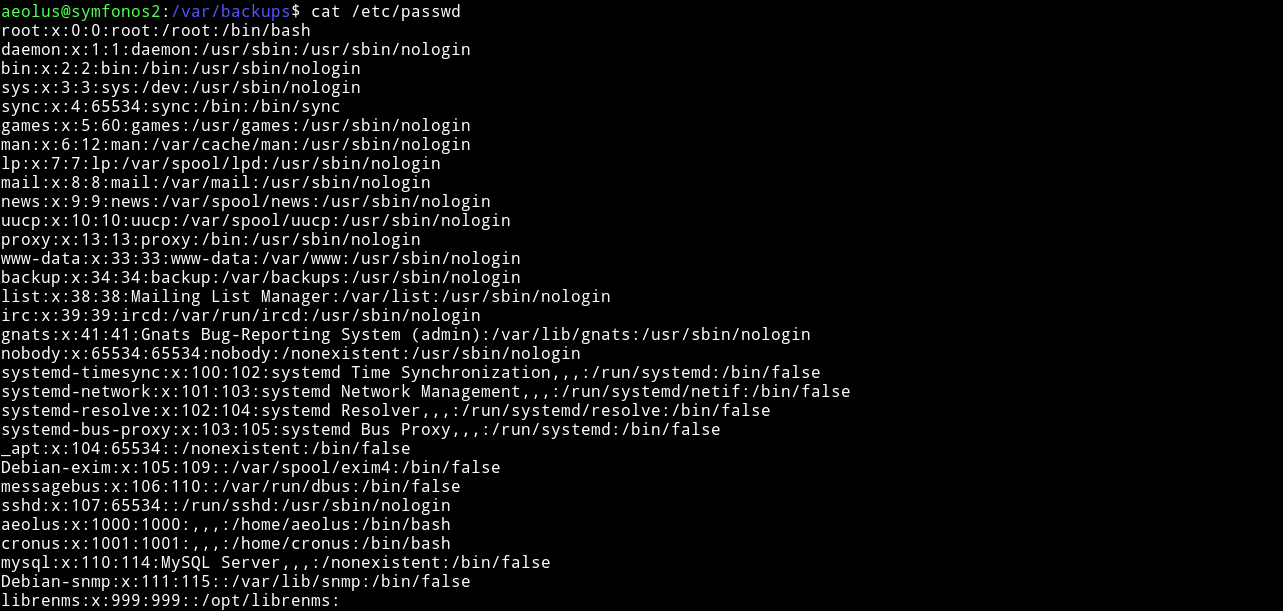 aeolus@symfonos2:/var/backups$ cat /etc/passwd
root:x:0:0:root:/root:/bin/bash
daemon:x:1:1:daemon:/usr/sbin:/usr/sbin/nologin
bin:x:2:2:bin:/bin:/usr/sbin/nologin
sys:x:3:3:sys:/dev:/usr/sbin/nologin
sync:x:4:65534:sync:/bin:/bin/sync
games:x:5:60:games:/usr/games:/usr/sbin/nologin
man:x:6:12:man:/var/cache/man:/usr/sbin/nologin
lp:x:7:7:lp:/var/spool/lpd:/usr/sbin/nologin
mail:x:8:8:mail:/var/mail:/usr/sbin/nologin
news:x:9:9:news:/var/spool/news:/usr/sbin/nologin
uucp:x:10:10:uucp:/var/spool/uucp:/usr/sbin/nologin
proxy:x:13:13:proxy:/bin:/usr/sbin/nologin
www-data:x:33:33:www-data:/var/www:/usr/sbin/nologin
backup:x:34:34:backup:/var/backups:/usr/sbin/nologin
list:x:38:38:Mailing List Manager:/var/list:/usr/sbin/nologin
irc:x:39:39:ircd:/var/run/ircd:/usr/sbin/nologin
gnats:x:41:41:Gnats Bug-Reporting System (admin):/var/lib/gnats:/usr/sbin/nologin
nobody:x:65534:65534:nobody:/nonexistent:/usr/sbin/nologin
systemd-timesync:x:100:102:systemd Time Synchronization,,,:/run/systemd:/bin/false
systemd-network:x:101:103:systemd Network Management,,,:/run/systemd/netif:/bin/false
systemd-resolve:x:102:104:systemd Resolver,,,:/run/systemd/resolve:/bin/false
systemd-bus-proxy:x:103:105:systemd Bus Proxy,,,:/run/systemd:/bin/false
_apt:x:104:65534::/nonexistent:/bin/false
Debian-exim:x:105:109::/var/spool/exim4:/bin/false
messagebus:x:106:110::/var/run/dbus:/bin/false
sshd:x:107:65534::/run/sshd:/usr/sbin/nologin
aeolus:x:1000:1000:,,,:/home/aeolus:/bin/bash
cronus:x:1001:1001:,,,:/home/cronus:/bin/bash
mysql:x:110:114:MySQL Server,,,:/nonexistent:/bin/false
Debian-snmp:x:111:115::/var/lib/snmp:/bin/false
librenms:x:999:999::/opt/librenms: